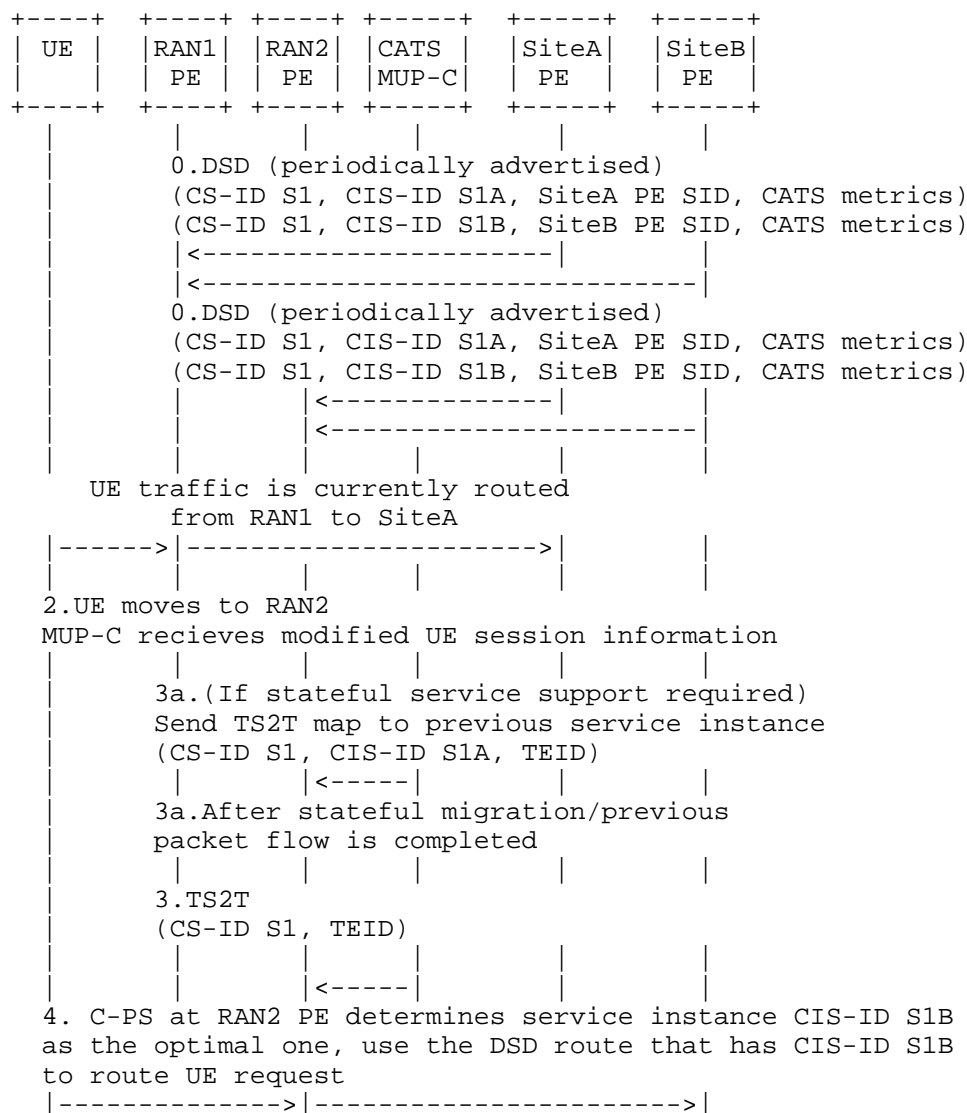 +----+ +----+ +----+ +-----+ +-----+ +-----+
| UE | |RAN1| |RAN2| |CATS | |SiteA| |SiteB|
| | | PE | | PE | |MUP-C| | PE | | PE |
+----+ +----+ +----+ +-----+ +-----+ +-----+
| | | | | |
| 0.DSD (periodically advertised)
| (CS-ID S1, CIS-ID S1A, SiteA PE SID, CATS metrics)
| (CS-ID S1, CIS-ID S1B, SiteB PE SID, CATS metrics)
| |<----------------------| |
| |<-------------------------------|
| 0.DSD (periodically advertised)
| (CS-ID S1, CIS-ID S1A, SiteA PE SID, CATS metrics)
| (CS-ID S1, CIS-ID S1B, SiteB PE SID, CATS metrics)
| | |<--------------| |
| | |<-----------------------|
| | | | | |
UE traffic is currently routed
from RAN1 to SiteA
|------>|---------------------->| |
| | | | | |
2.UE moves to RAN2
MUP-C recieves modified UE session information
| | | | | |
| 3a.(If stateful service support required)
| Send TS2T map to previous service instance
| (CS-ID S1, CIS-ID S1A, TEID)
| | |<-----| | |
| 3a.After stateful migration/previous
| packet flow is completed
| | | | | |
| 3.TS2T
| (CS-ID S1, TEID)
| | | | | |
| | |<-----| | |
4. C-PS at RAN2 PE determines service instance CIS-ID S1B
as the optimal one, use the DSD route that has CIS-ID S1B
to route UE request
|-------------->|----------------------->|